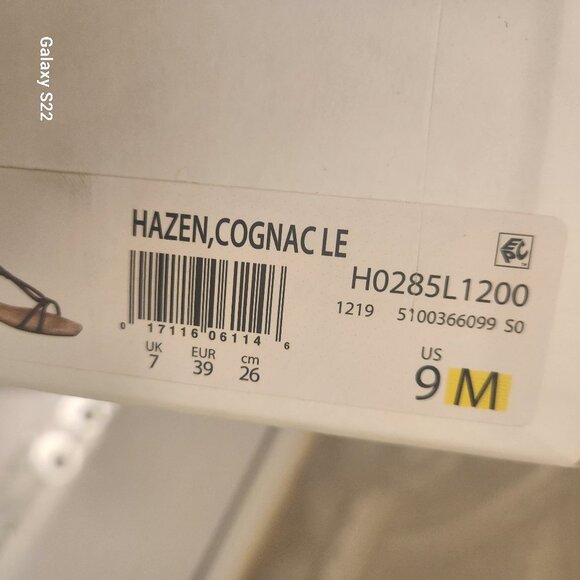 Galaxy S22
HAZEN,COGNAC LE
EPC
H0285L1200
1219 5100366099 S0
0 17116 06114 6
UK EUR cm
7 39 26
US
9 M